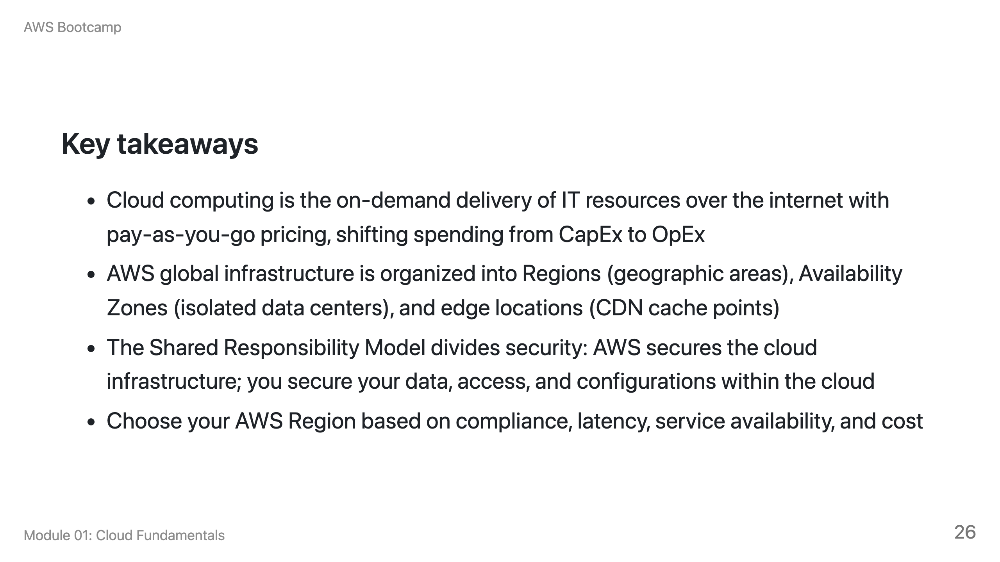 AWS Bootcamp
Key takeaways
• Cloud computing is the on-demand delivery of IT resources over the internet with
pay-as-you-go pricing, shifting spending from CapEx to OpEx
• AWS global infrastructure is organized into Regions (geographic areas), Availability
Zones (isolated data centers), and edge locations (CDN cache points)
• The Shared Responsibility Model divides security: AWS secures the cloud
infrastructure; you secure your data, access, and configurations within the cloud
• Choose your AWS Region based on compliance, latency, service availability, and cost
Module 01: Cloud Fundamentals
26